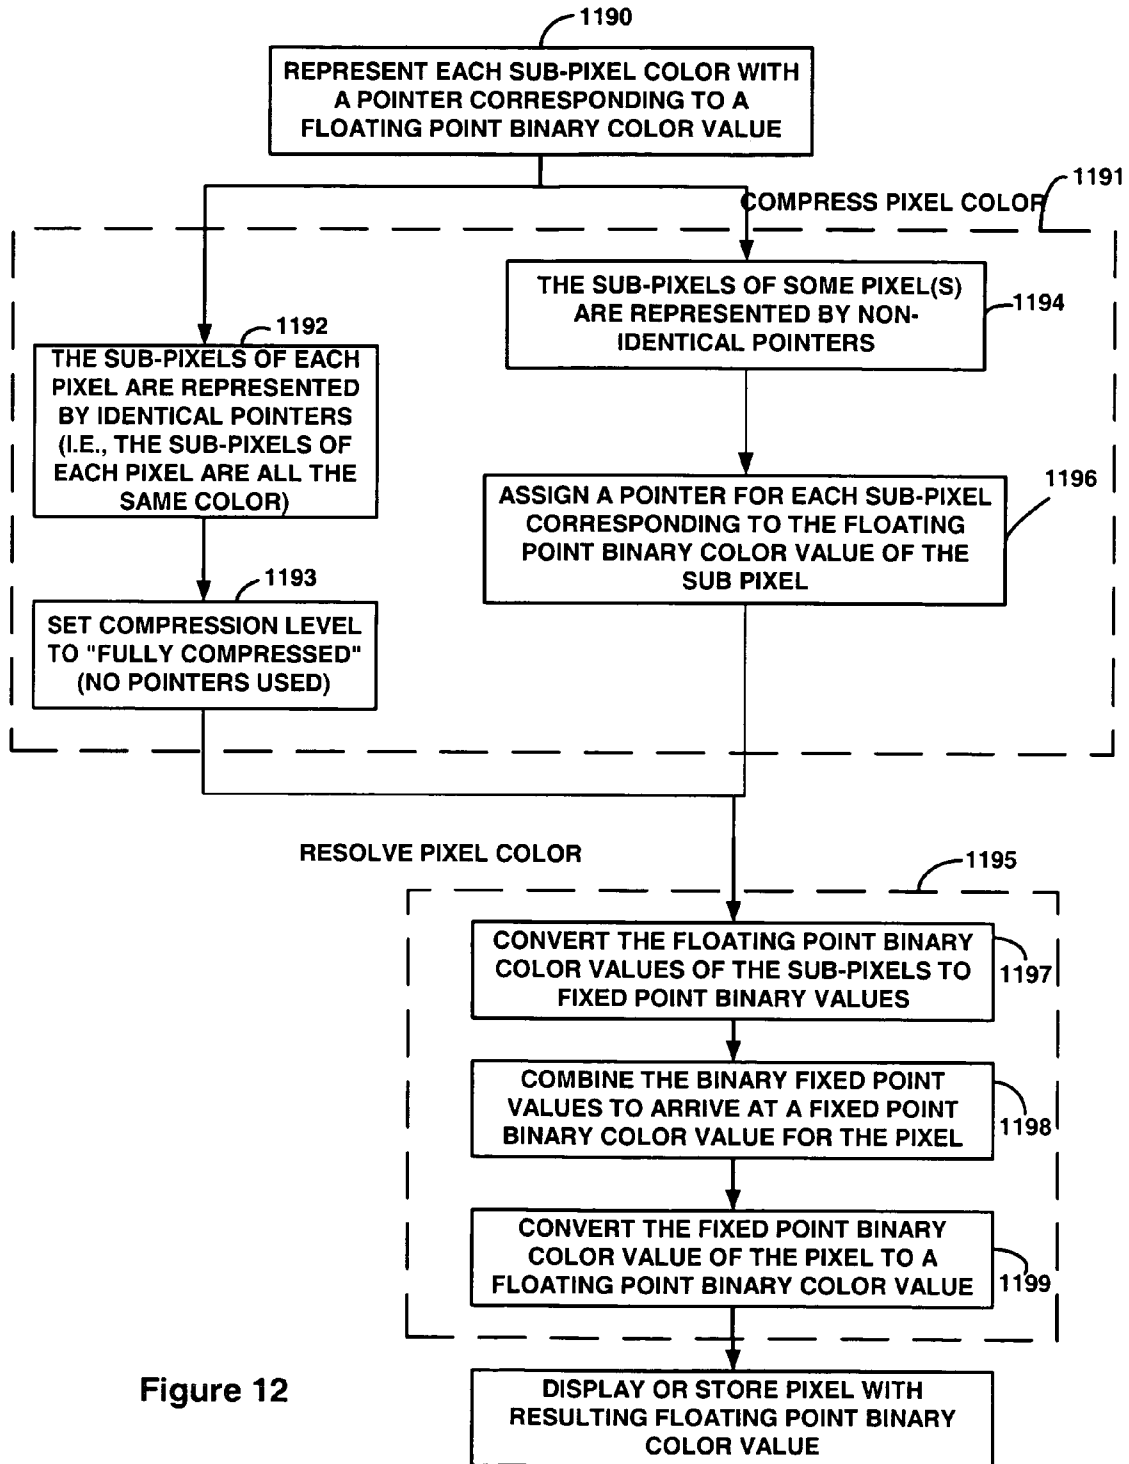 1190
REPRESENT EACH SUB-PIXEL COLOR WITH
A POINTER CORRESPONDING TO A
FLOATING POINT BINARY COLOR VALUE
1191
COMPRESS PIXEL COLOR
THE SUB-PIXELS OF SOME PIXEL(S)
ARE REPRESENTED BY NON-
IDENTICAL POINTERS
1194
1192
THE SUB-PIXELS OF EACH
PIXEL ARE REPRESENTED
BY IDENTICAL POINTERS
(I.E., THE SUB-PIXELS OF
EACH PIXEL ARE ALL THE
SAME COLOR)
1196
ASSIGN A POINTER FOR EACH SUB-PIXEL
CORRESPONDING TO THE FLOATING
POINT BINARY COLOR VALUE OF THE
SUB PIXEL
1193
SET COMPRESSION LEVEL
TO "FULLY COMPRESSED"
(NO POINTERS USED)
RESOLVE PIXEL COLOR
1195
CONVERT THE FLOATING POINT BINARY
COLOR VALUES OF THE SUB-PIXELS TO
FIXED POINT BINARY VALUES
1197
COMBINE THE BINARY FIXED POINT
VALUES TO ARRIVE AT A FIXED POINT
BINARY COLOR VALUE FOR THE PIXEL
1198
CONVERT THE FIXED POINT BINARY
COLOR VALUE OF THE PIXEL TO A
FLOATING POINT BINARY COLOR VALUE
1199
Figure 12
DISPLAY OR STORE PIXEL WITH
RESULTING FLOATING POINT BINARY
COLOR VALUE